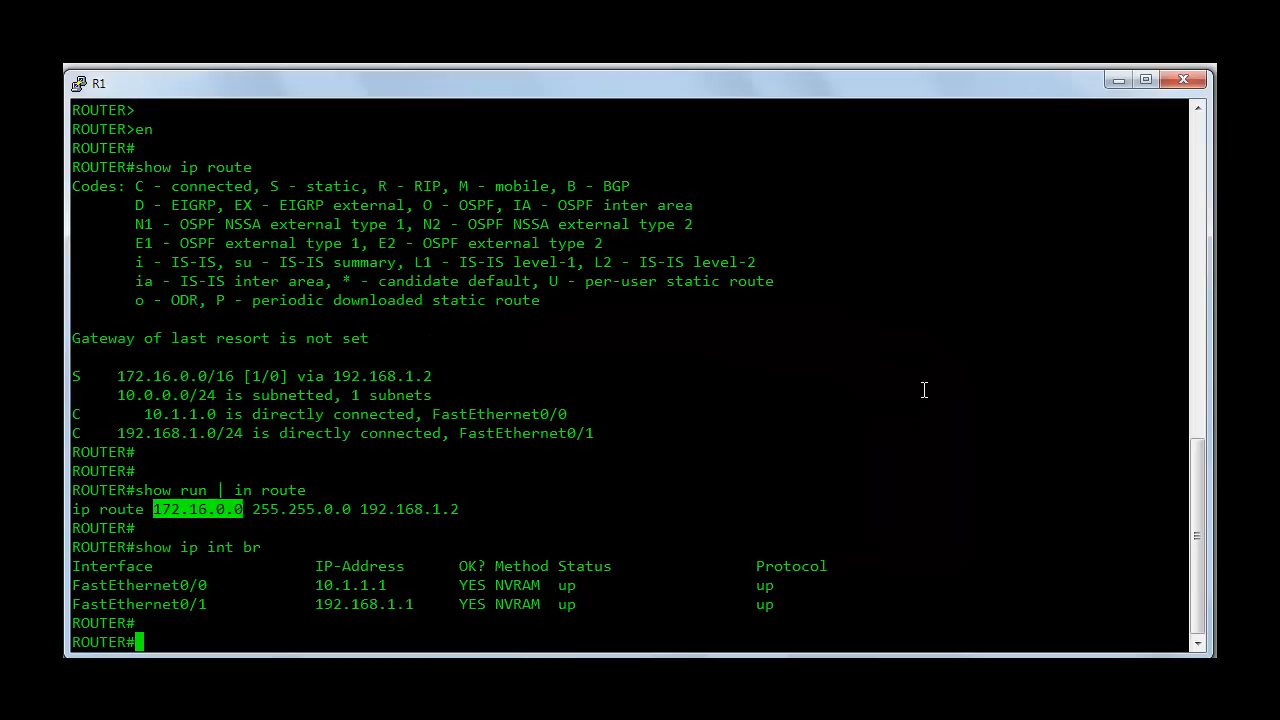 R1
ROUTER>
ROUTER>en
ROUTER#
ROUTER#show ip route
Codes: C - connected, S - static, R - RIP, M - mobile, B - BGP
       D - EIGRP, EX - EIGRP external, O - OSPF, IA - OSPF inter area
       N1 - OSPF NSSA external type 1, N2 - OSPF NSSA external type 2
       E1 - OSPF external type 1, E2 - OSPF external type 2
       i - IS-IS, su - IS-IS summary, L1 - IS-IS level-1, L2 - IS-IS level-2
       ia - IS-IS inter area, * - candidate default, U - per-user static route
       o - ODR, P - periodic downloaded static route
Gateway of last resort is not set
S    172.16.0.0/16 [1/0] via 192.168.1.2
     10.0.0.0/24 is subnetted, 1 subnets
C       10.1.1.0 is directly connected, FastEthernet0/0
C    192.168.1.0/24 is directly connected, FastEthernet0/1
ROUTER#
ROUTER#
ROUTER#show run | in route
ip route 172.16.0.0 255.255.0.0 192.168.1.2
ROUTER#
ROUTER#show ip int br
Interface                  IP-Address      OK? Method Status                Protocol
FastEthernet0/0            10.1.1.1        YES NVRAM  up                    up
FastEthernet0/1            192.168.1.1     YES NVRAM  up                    up
ROUTER#
ROUTER#